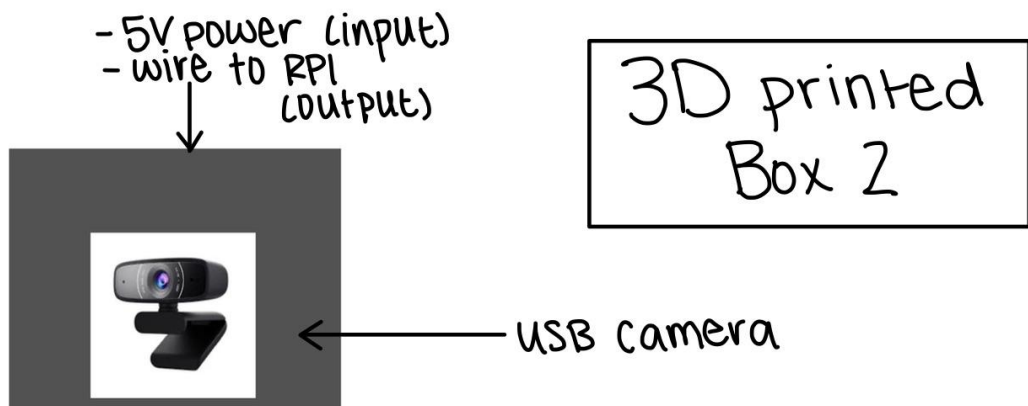 - 5V power (input)
- wire to RPI
(output)
3D printed
Box 2
USB camera